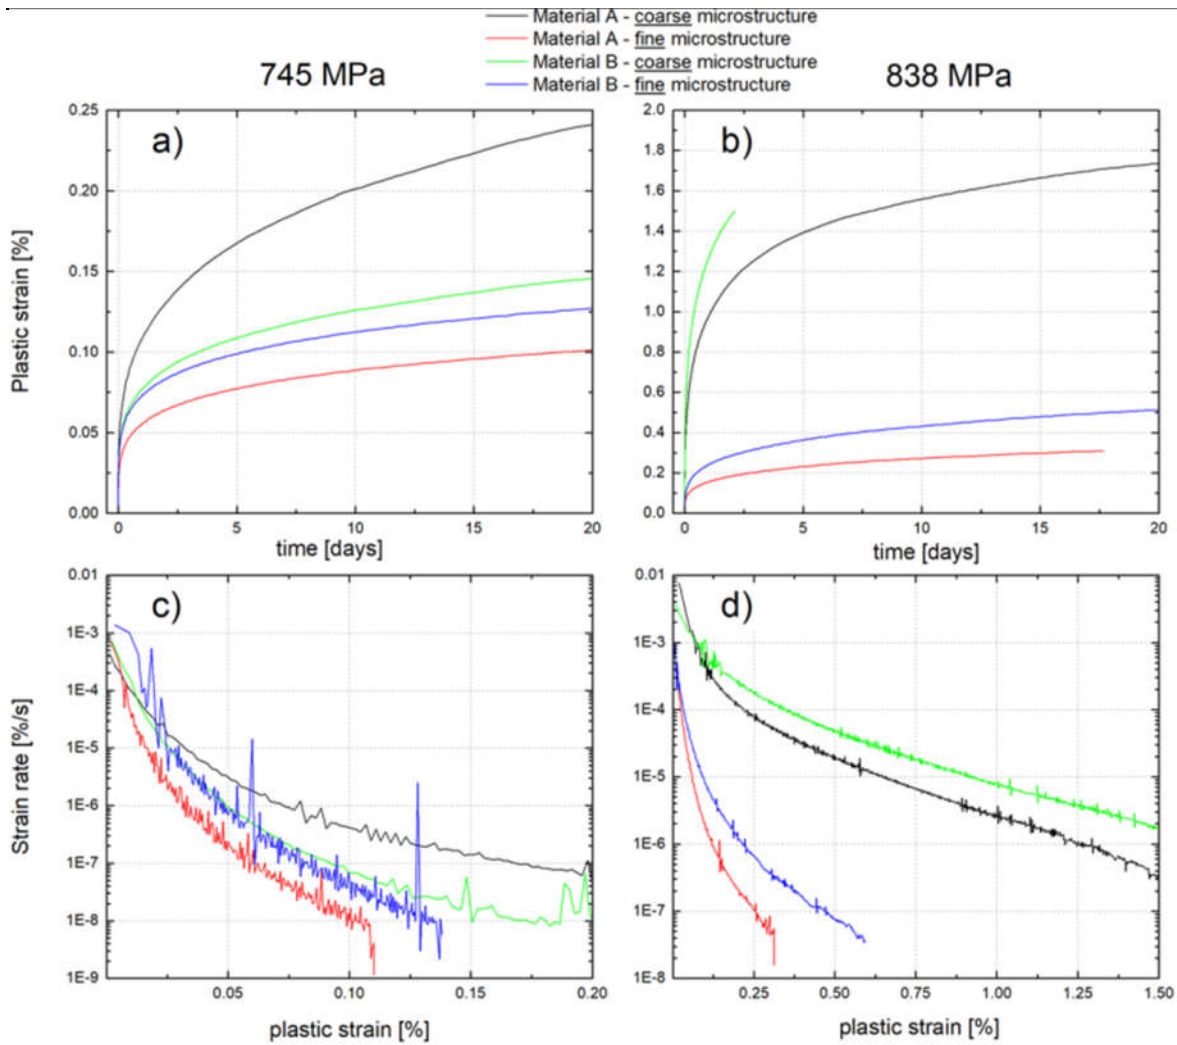 Material A - coarse microstructure
Material A - fine microstructure
Material B - coarse microstructure
Material B - fine microstructure
745 MPa
838 MPa
Plastic strain [%]
0.25
0.20
0.15
0.10
0.05
0.00
a)
0 5 10 15 20
time [days]
2.0
1.8
1.6
1.4
1.2
1.0
0.8
0.6
0.4
0.2
0.0
b)
0 5 10 15 20
time [days]
Strain rate [%/s]
0.01
1E-3
1E-4
1E-5
1E-6
1E-7
1E-8
1E-9
c)
0.05 0.10 0.15 0.20
plastic strain [%]
0.01
1E-3
1E-4
1E-5
1E-6
1E-7
1E-8
d)
0.25 0.50 0.75 1.00 1.25 1.50
plastic strain [%]